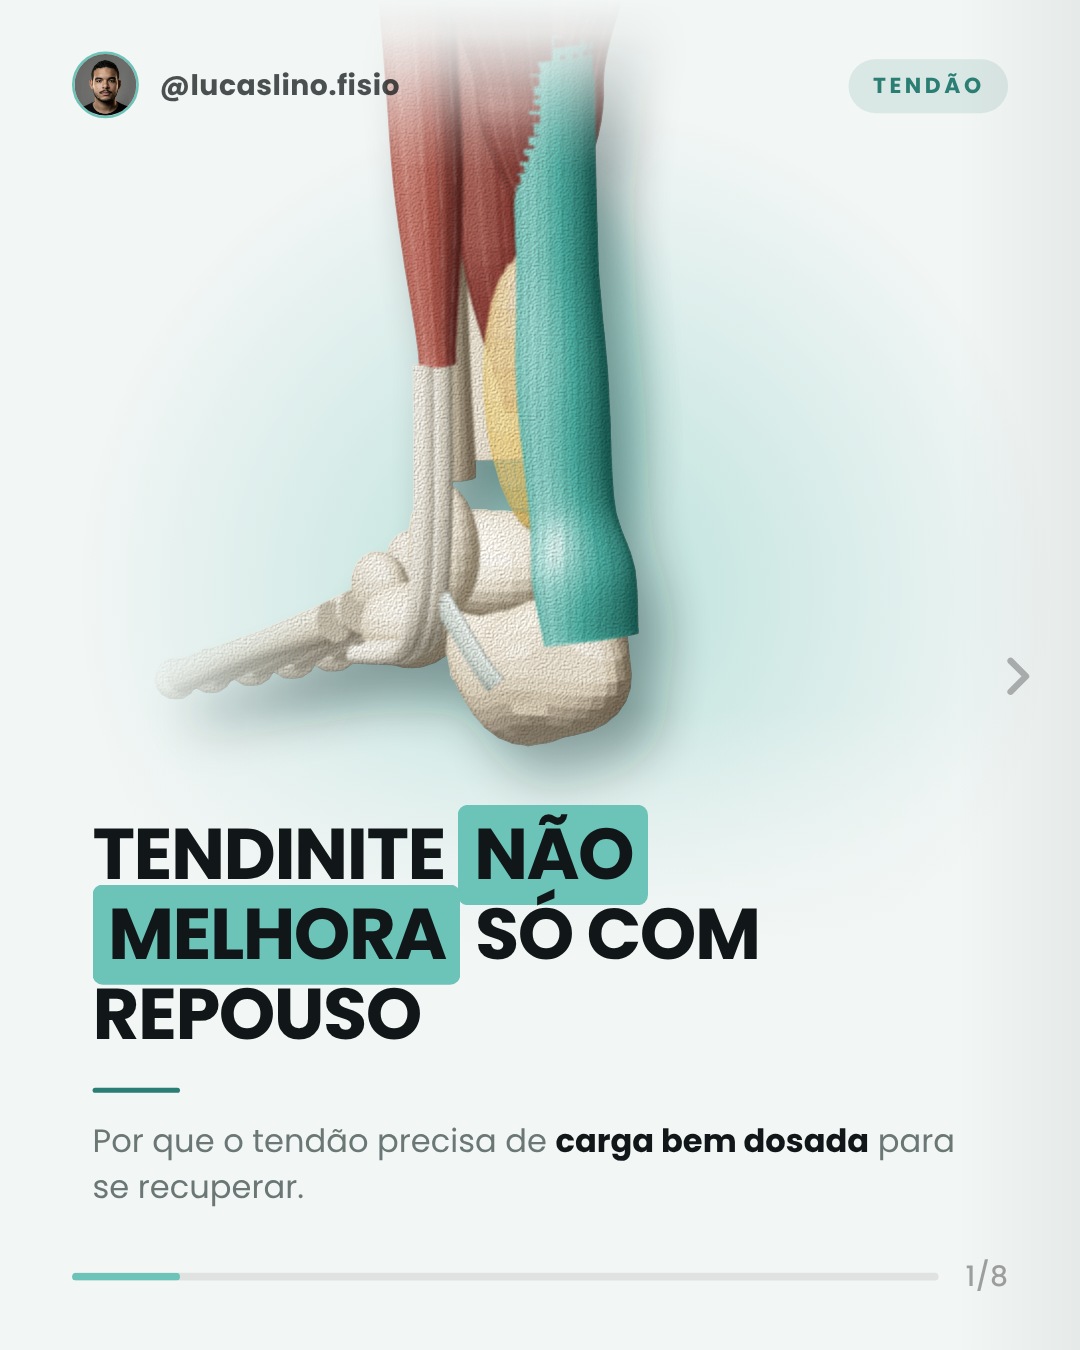 @lucaslino.fisio
TENDÃO
TENDINITE NÃO
MELHORA SÓ COM
REPOUSO
Por que o tendão precisa de carga bem dosada para
se recuperar.
1/8